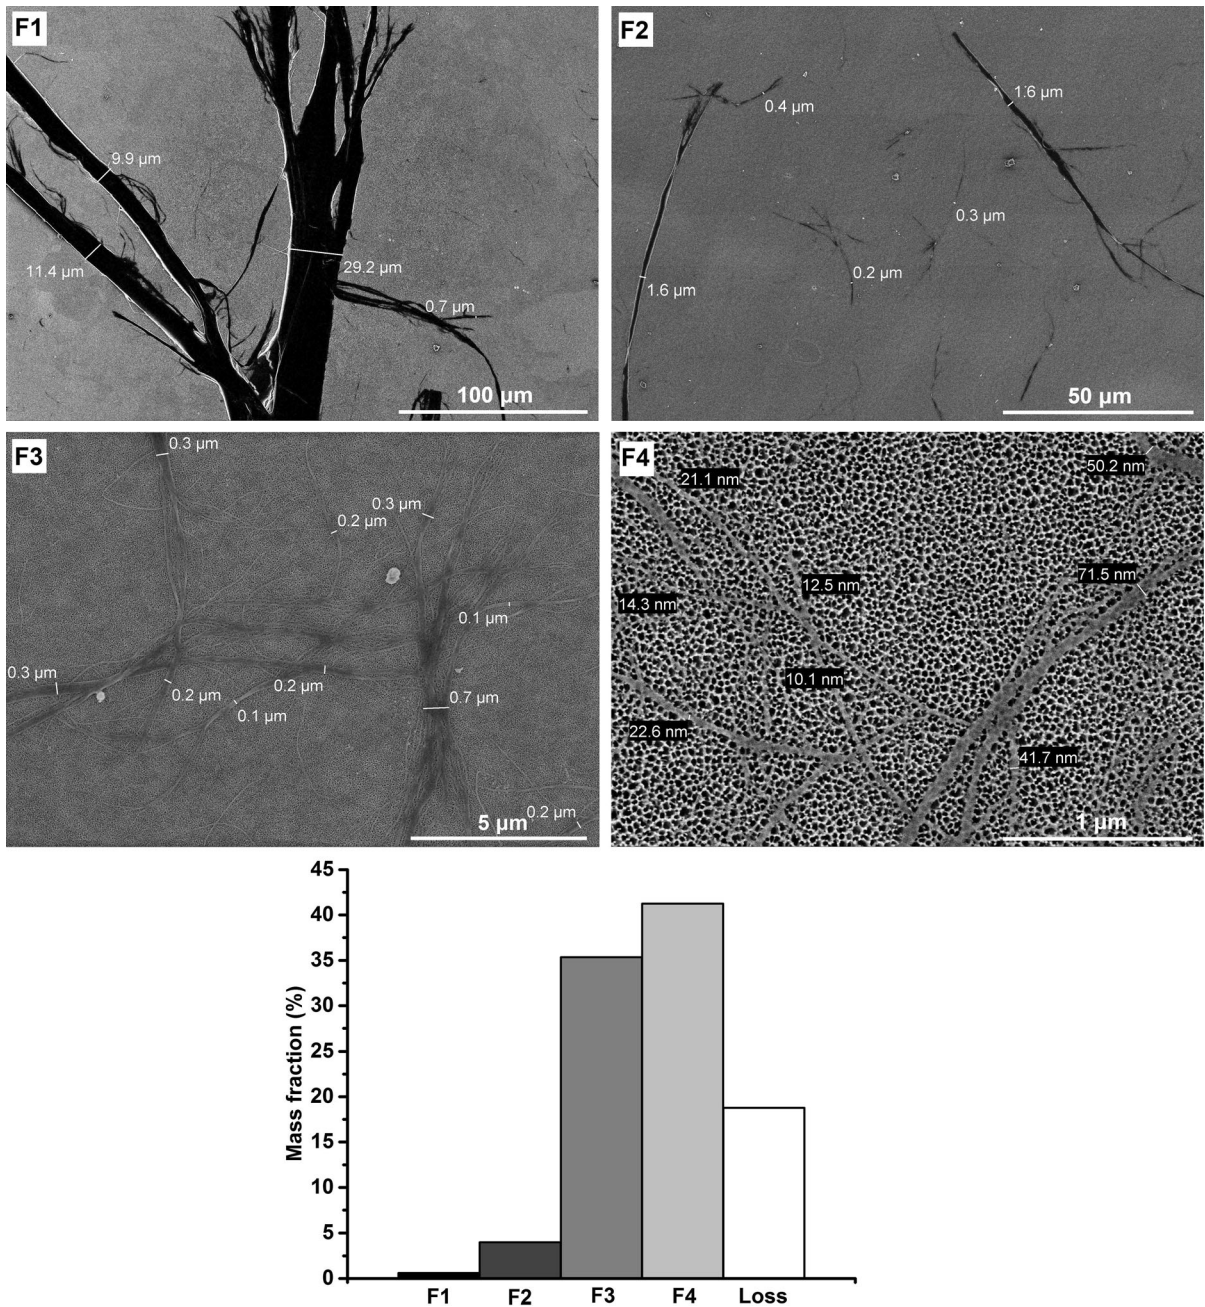 F1
9.9 µm
11.4 µm
29.2 µm
0.7 µm
100 µm
F2
0.4 µm
1.6 µm
0.3 µm
0.2 µm
1.6 µm
50 µm
F3
0.3 µm
0.3 µm
0.2 µm
0.1 µm
0.3 µm
0.2 µm
0.2 µm
0.1 µm
0.7 µm
0.2 µm
5 µm
F4
50.2 nm
21.1 nm
71.5 nm
12.5 nm
14.3 nm
10.1 nm
22.6 nm
41.7 nm
1 µm
Mass fraction (%)
45
40
35
30
25
20
15
10
5
0
F1 F2 F3 F4 Loss